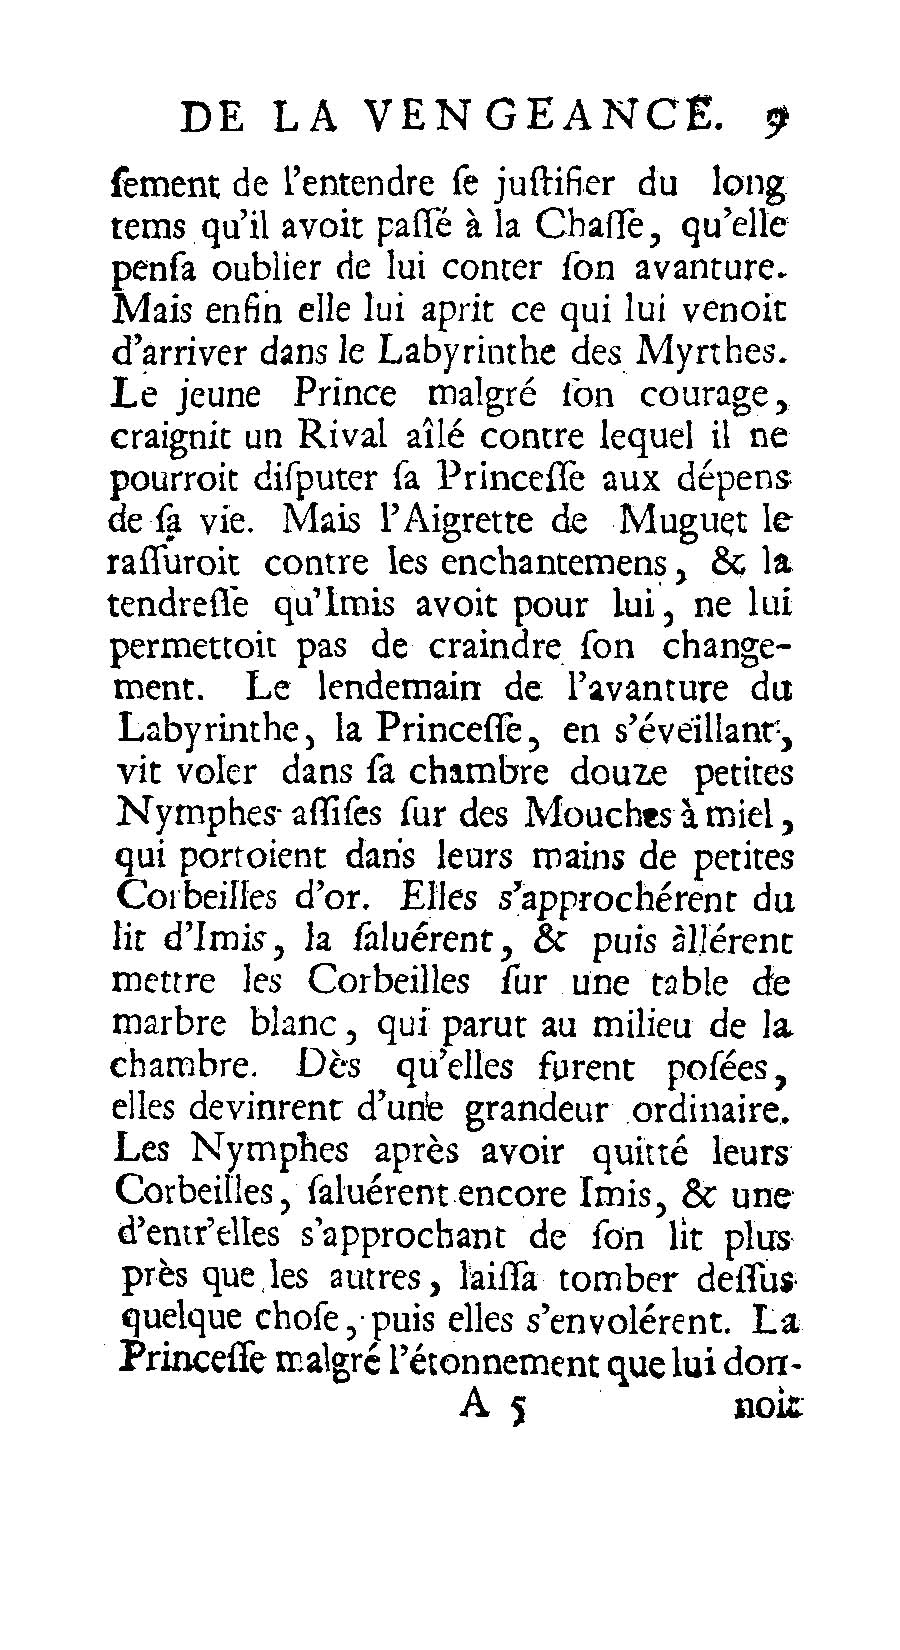 DE LA VENGEANCE. 9
ſement de l'entendre ſe juſtifier du long
tems qu'il avoit paſſé à la Chaſſe, qu'elle
penſa oublier de lui conter ſon avanture.
Mais enfin elle lui aprit ce qui lui venoit
d'arriver dans le Labyrinthe des Myrthes.
Le jeune Prince malgré ſon courage,
craignit un Rival aîlé contre lequel il ne
pourroit diſputer ſa Princeſſe aux dépens
de ſa vie. Mais l'Aigrette de Muguet le
raſſuroit contre les enchantemens, & la
tendreſſe qu'Imis avoit pour lui, ne lui
permettoit pas de craindre ſon change-
ment. Le lendemain de l'avanture du
Labyrinthe, la Princeſſe, en s'éveillant,
vit voler dans ſa chambre douze petites
Nymphes aſſiſes ſur des Mouches à miel,
qui portoient dans leurs mains de petites
Corbeilles d'or. Elles s'approchérent du
lit d'Imis, la ſaluérent, & puis àllérent
mettre les Corbeilles ſur une table de
marbre blanc, qui parut au milieu de la
chambre. Dès qu'elles furent poſées,
elles devinrent d'une grandeur ordinaire.
Les Nymphes après avoir quitté leurs
Corbeilles, ſaluérent encore Imis, & une
d'entr'elles s'approchant de ſon lit plus
près que les autres, laiſſa tomber deſſus
quelque choſe, puis elles s'envolérent. La
Princeſſe malgré l'étonnement que lui don-
A 5 noit